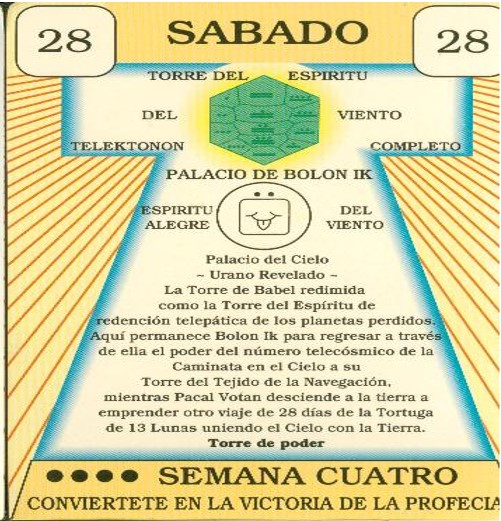 28 SABADO 28
TORRE DEL ESPIRITU
DEL VIENTO
TELEKTONON COMPLETO
PALACIO DE BOLON IK
ESPIRITU DEL
ALEGRE VIENTO
Palacio del Cielo
~ Urano Revelado ~
La Torre de Babel redimida
como la Torre del Espíritu de
redención telepática de los planetas perdidos.
Aquí permanece Bolon Ik para regresar a través
de ella el poder del número telecósmico de la
Caminata en el Cielo a su
Torre del Tejido de la Navegación,
mientras Pacal Votan desciende a la tierra a
emprender otro viaje de 28 días de la Tortuga
de 13 Lunas uniendo el Cielo con la Tierra.
Torre de poder
●●●● SEMANA CUATRO
CONVIERTETE EN LA VICTORIA DE LA PROFECIA